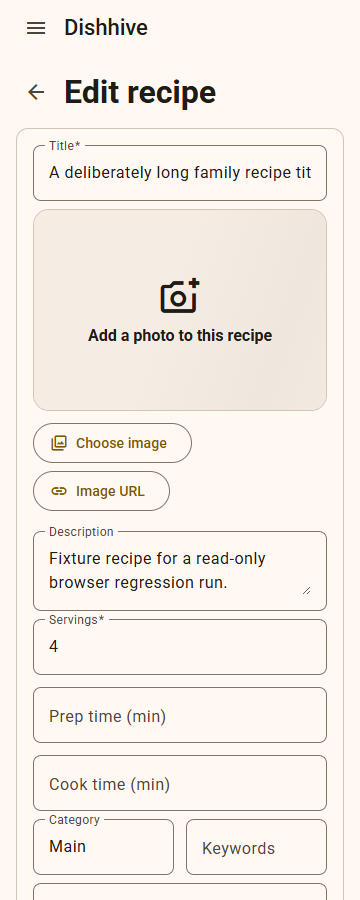 Dishhive
Edit recipe
Title*
A deliberately long family recipe tit
Add a photo to this recipe
Choose image
Image URL
Description
Fixture recipe for a read-only
browser regression run.
Servings*
4
Prep time (min)
Cook time (min)
Category
Main
Keywords